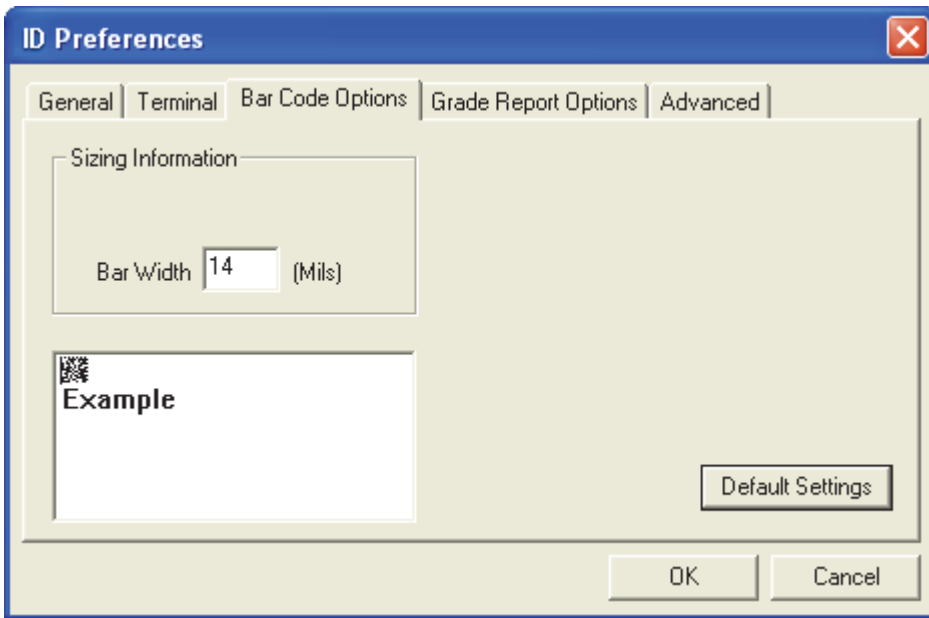 ID Preferences
General Terminal Bar Code Options Grade Report Options Advanced
Sizing Information
Bar Width 14 (Mils)
Example
Default Settings
OK Cancel